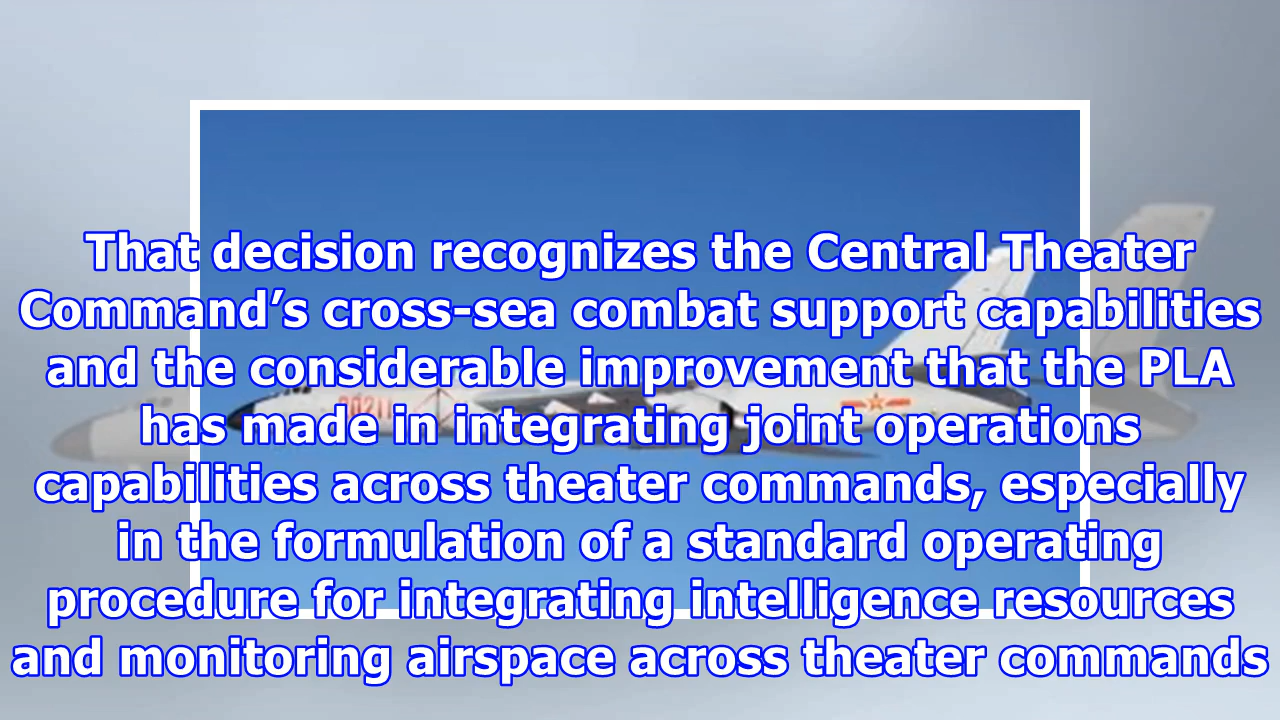 That decision recognizes the Central Theater
Command’s cross-sea combat support capabilities
and the considerable improvement that the PLA
has made in integrating joint operations
capabilities across theater commands, especially
in the formulation of a standard operating
procedure for integrating intelligence resources
and monitoring airspace across theater commands
20211